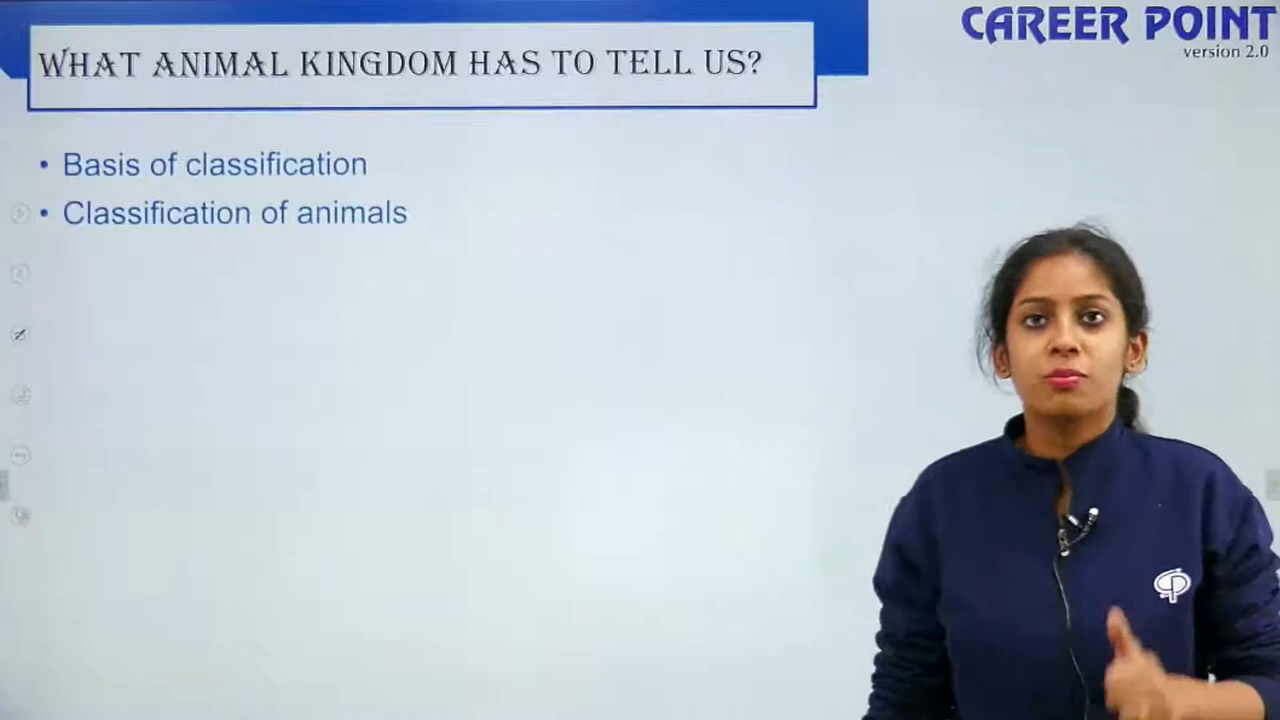 CAREER POINT
version 2.0
WHAT ANIMAL KINGDOM HAS TO TELL US?
• Basis of classification
• Classification of animals